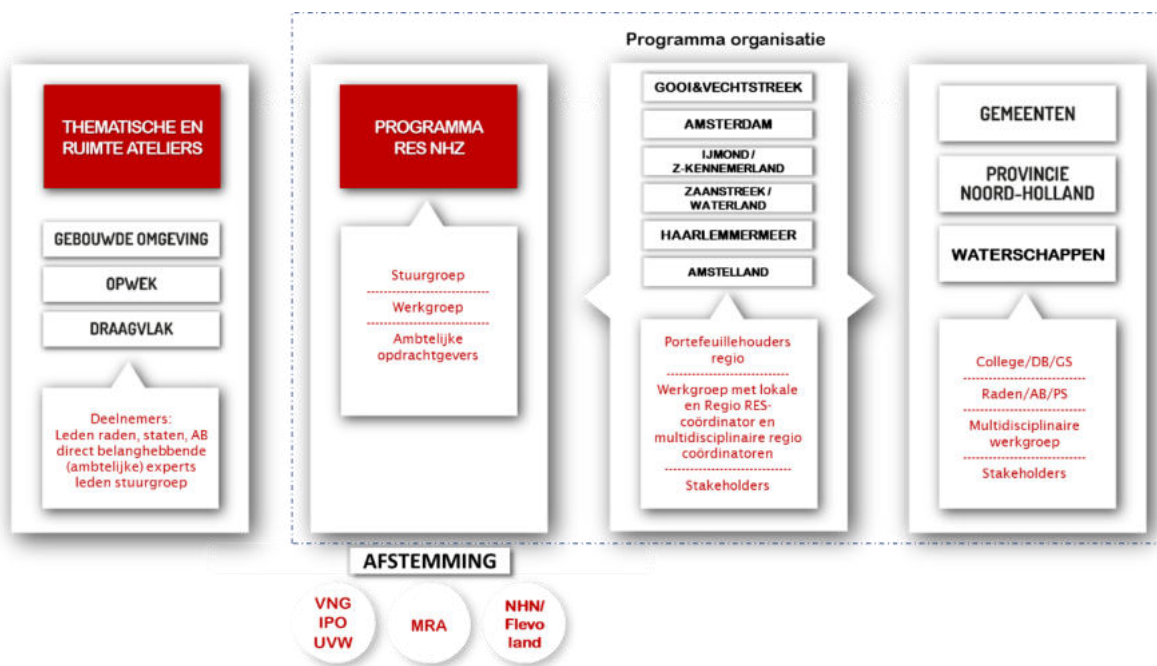 Programma organisatie
THEMATISCHE EN
RUIMTE ATELIERS
GEBOUWDE OMGEVING
OPWEK
DRAAGVLAK
Deelnemers:
Leden raden, staten, AB
direct belanghebbende
(ambtelijke) experts
leden stuurgroep
PROGRAMMA
RES NHZ
Stuurgroep
Werkgroep
Ambtelijke
opdrachtgevers
GOOI&VECHTSTREEK
AMSTERDAM
IJMOND /
Z-KENNEMERLAND
ZAANSTREEK /
WATERLAND
HAARLEMMERMEER
AMSTELLAND
Portefeuillehouders
regio
Werkgroep met lokale
en Regio RES-
coördinator en
multidisciplinaire regio
coördinatoren
Stakeholders
GEMEENTEN
PROVINCIE
NOORD-HOLLAND
WATERSCHAPPEN
College/DB/GS
Raden/AB/PS
Multidisciplinaire
werkgroep
Stakeholders
AFSTEMMING
VNG
IPO
UVW
MRA
NHN/
Flevo
land